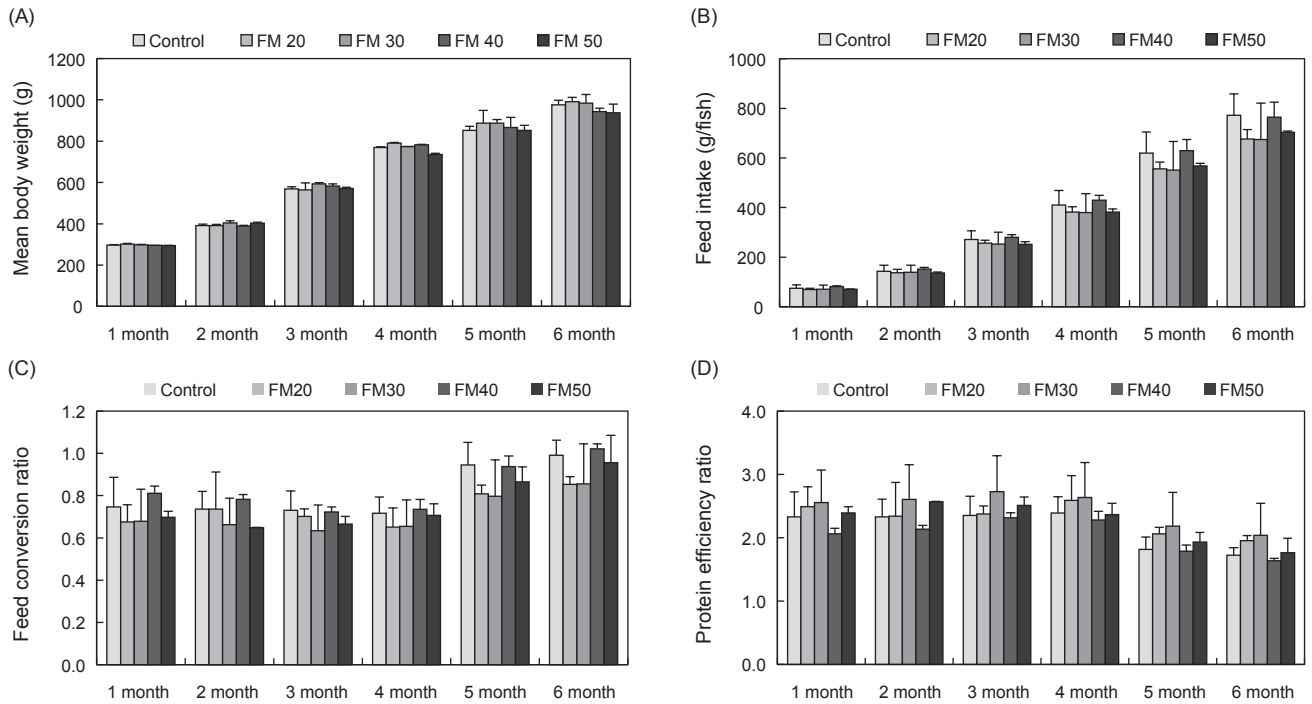 (A)
Control FM 20 FM 30 FM 40 FM 50
Mean body weight (g)
1200
1000
800
600
400
200
0
1 month 2 month 3 month 4 month 5 month 6 month
(B)
Control FM20 FM30 FM40 FM50
Feed intake (g/fish)
1000
800
600
400
200
0
1 month 2 month 3 month 4 month 5 month 6 month
(C)
Control FM20 FM30 FM40 FM50
Feed conversion ratio
1.2
1.0
0.8
0.6
0.4
0.2
0.0
1 month 2 month 3 month 4 month 5 month 6 month
(D)
Control FM20 FM30 FM40 FM50
Protein efficiency ratio
4.0
3.0
2.0
1.0
0.0
1 month 2 month 3 month 4 month 5 month 6 month